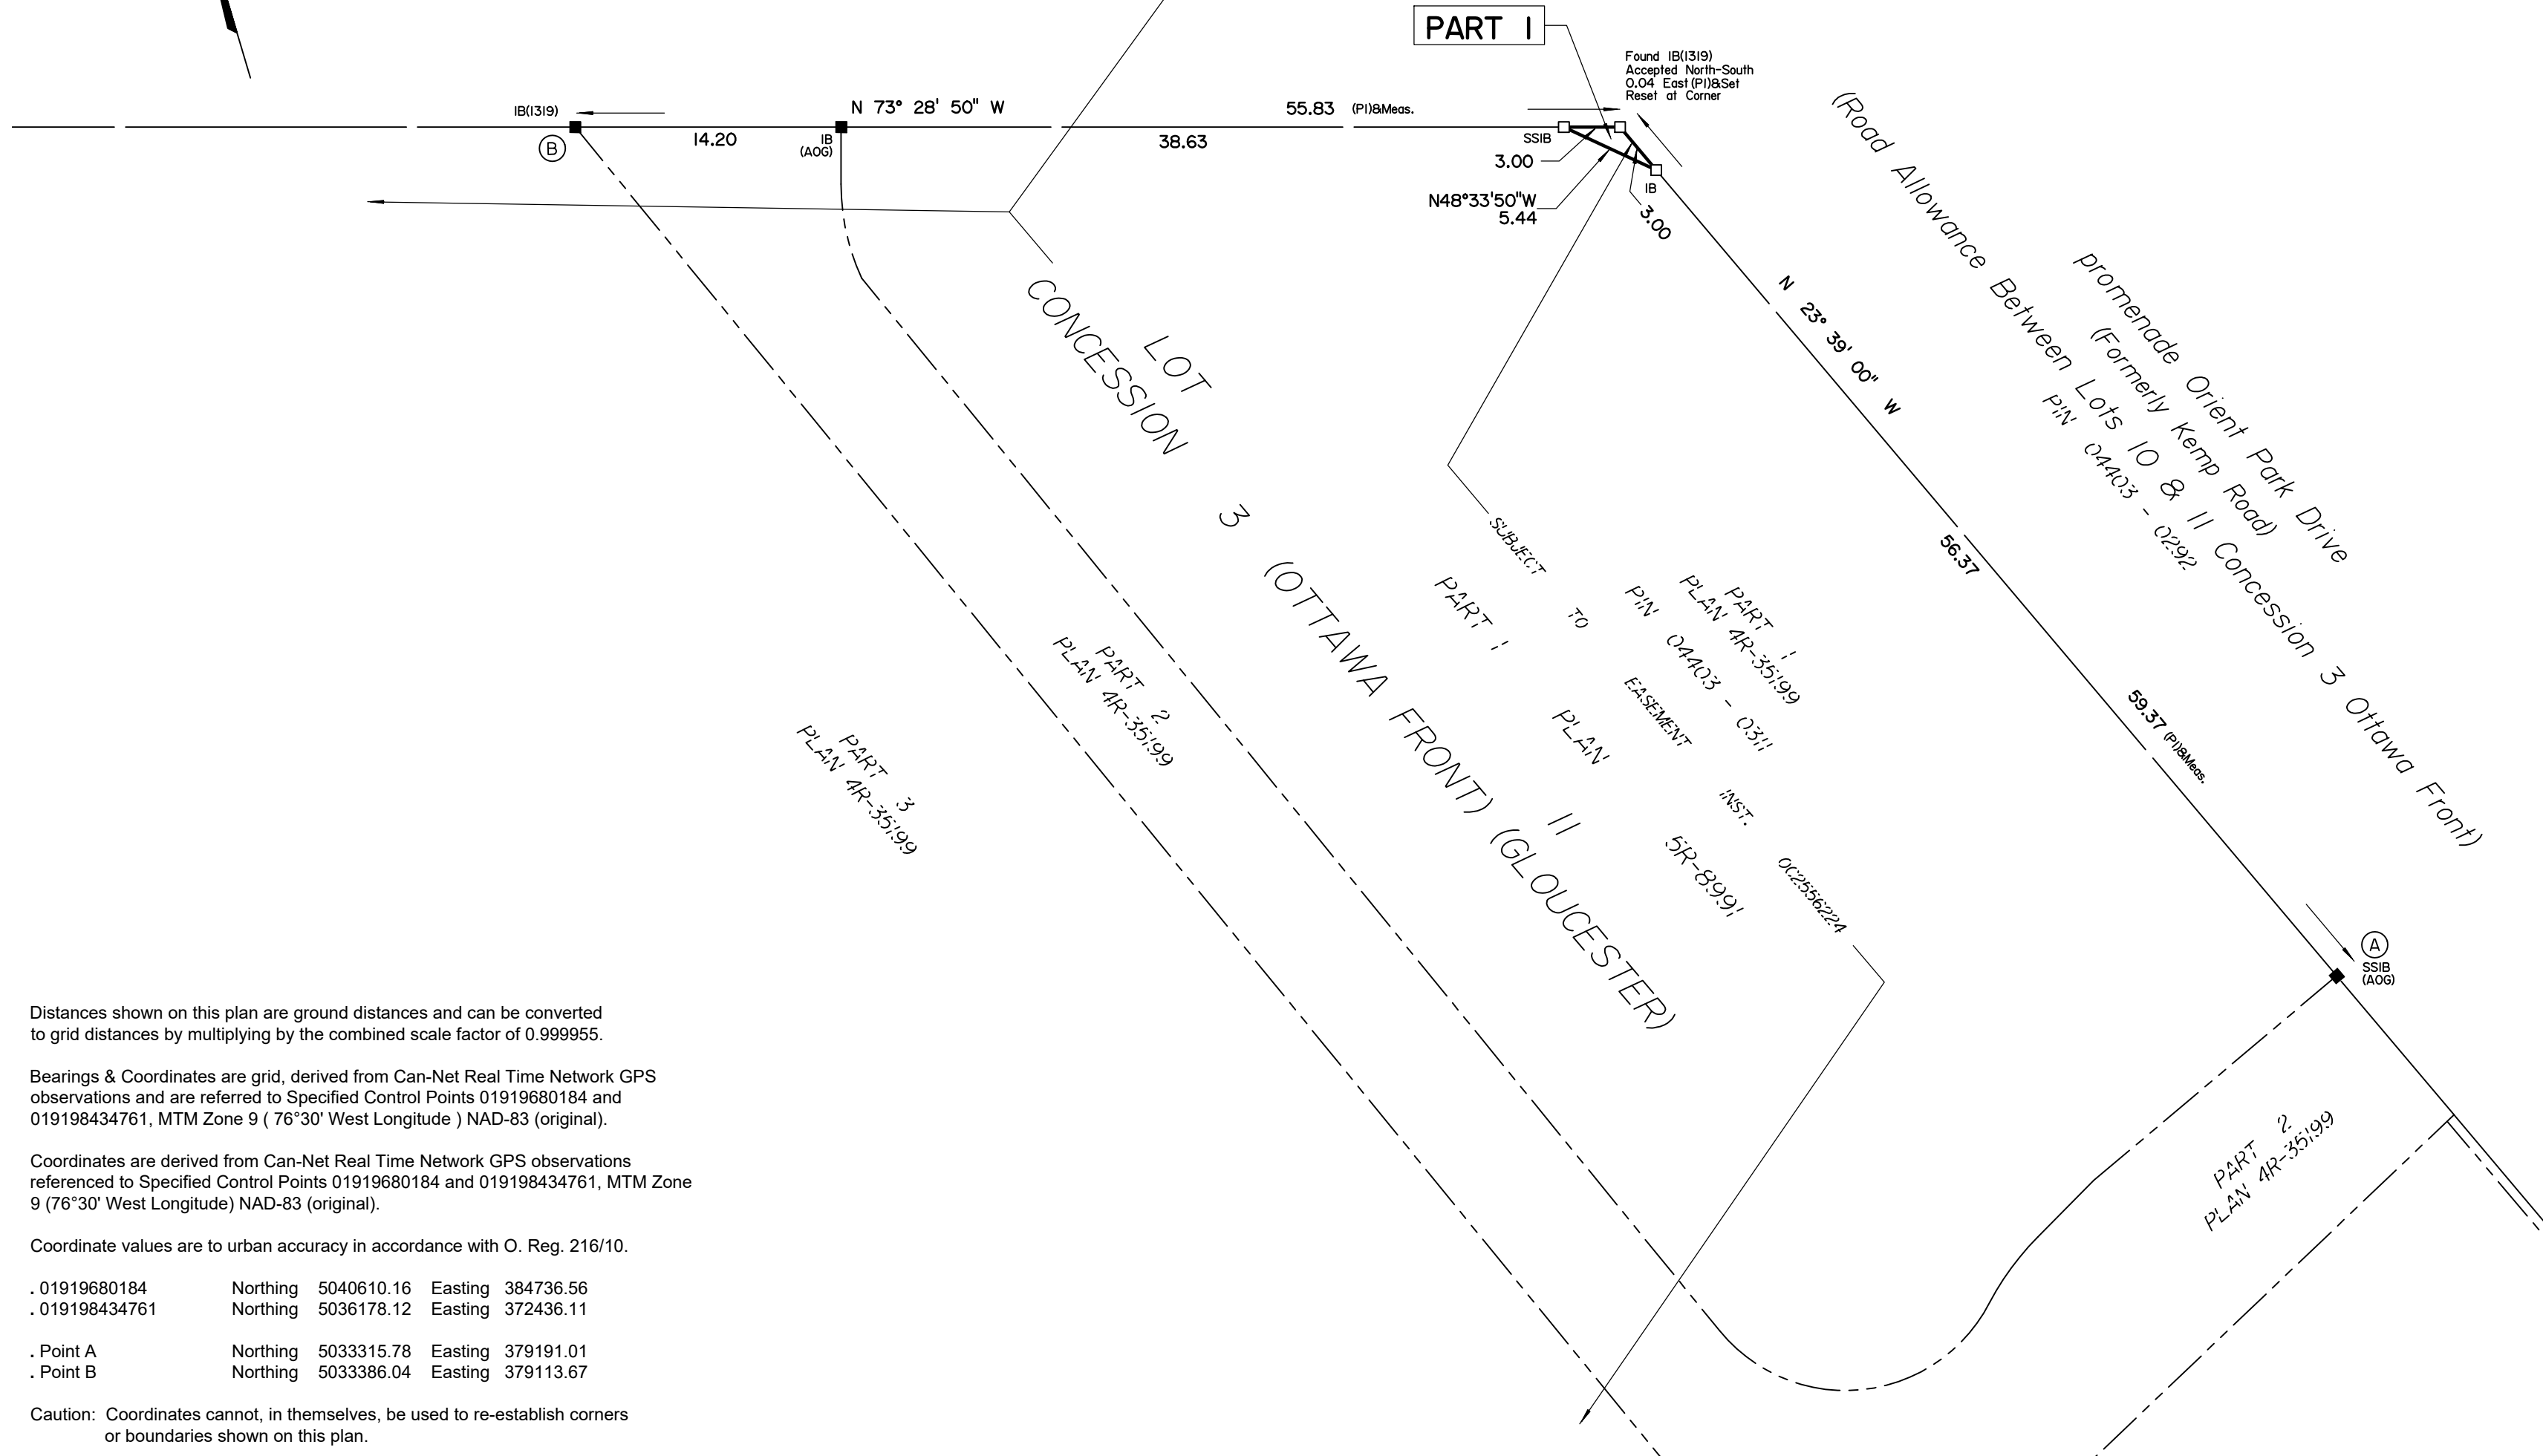 PART 1
Found IB(1319)
Accepted North-South
0.04 East (P1)&Set
Reset at Corner
IB(1319)
B
14.20
IB
(AOG)
N 73° 28' 50" W
55.83 (P1)&Meas.
38.63
SSIB
3.00
N48°33'50"W
5.44
IB
3.00
N 23° 39' 00" W
56.37
59.37 (P1)&Meas.
(Road Allowance Between Lots 10 & 11 Concession 3 Ottawa Front)
promenade Orient Park Drive
(Formerly Kemp Road)
PIN 04403 - 0292
LOT 11
CONCESSION 3 (OTTAWA FRONT) (GLOUCESTER)
SUBJECT TO EASEMENT INST. OC2556224
PART 1 PLAN 5R-8991
PIN 04403 - 0311
PART 1
PLAN 4R-35199
PART 2
PLAN 4R-35199
PART 3
PLAN 4R-35199
A
SSIB
(AOG)
PART 2
PLAN 4R-35199
Distances shown on this plan are ground distances and can be converted
to grid distances by multiplying by the combined scale factor of 0.999955.
Bearings & Coordinates are grid, derived from Can-Net Real Time Network GPS
observations and are referred to Specified Control Points 01919680184 and
019198434761, MTM Zone 9 ( 76°30' West Longitude ) NAD-83 (original).
Coordinates are derived from Can-Net Real Time Network GPS observations
referenced to Specified Control Points 01919680184 and 019198434761, MTM Zone
9 (76°30' West Longitude) NAD-83 (original).
Coordinate values are to urban accuracy in accordance with O. Reg. 216/10.
. 01919680184 Northing 5040610.16 Easting 384736.56
. 019198434761 Northing 5036178.12 Easting 372436.11
. Point A Northing 5033315.78 Easting 379191.01
. Point B Northing 5033386.04 Easting 379113.67
Caution: Coordinates cannot, in themselves, be used to re-establish corners
or boundaries shown on this plan.